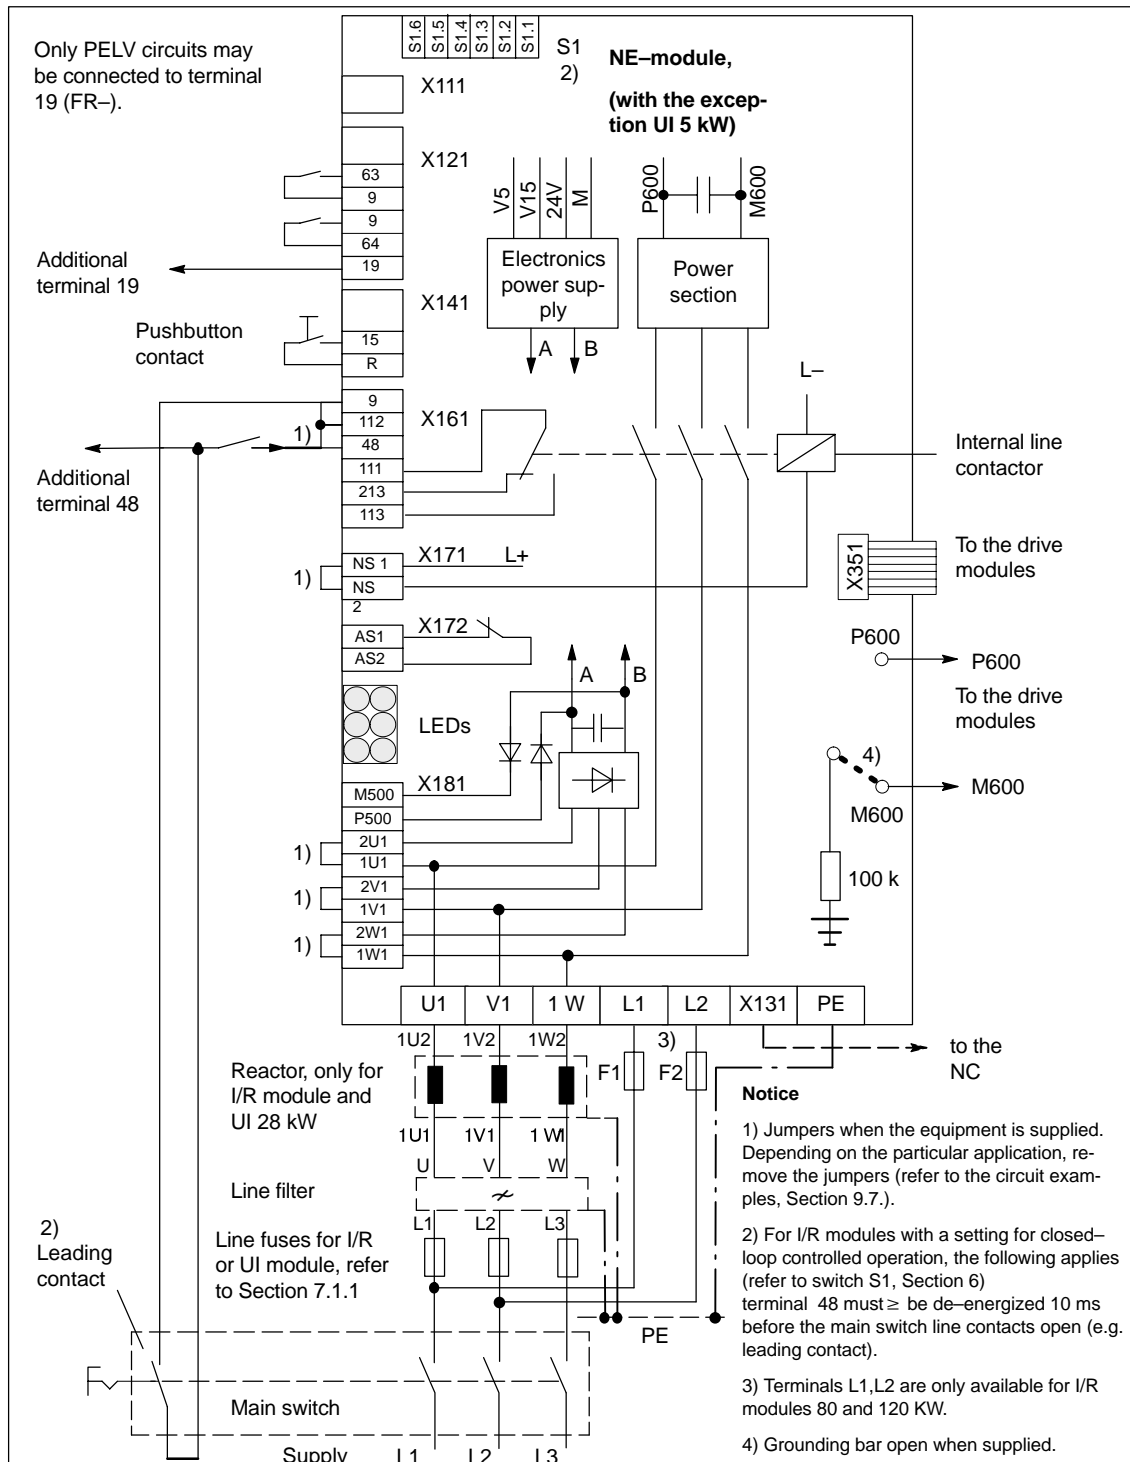 S1.6
S1.5
S1.4
S1.3
S1.2
S1.1
Only PELV circuits may
be connected to terminal
19 (FR–).
S1
2)
NE–module,
(with the excep-
tion UI 5 kW)
X111
X121
63
9
9
64
19
Additional
terminal 19
V5
V15
24V
M
P600
M600
Electronics
power sup-
ply
Power
section
A
B
X141
Pushbutton
contact
15
R
L–
9
112
48
111
213
113
X161
1)
Additional
terminal 48
Internal line
contactor
X171
L+
NS 1
NS
2
1)
X351
To the drive
modules
X172
AS1
AS2
P600
P600
A
B
To the drive
modules
LEDs
4)
M600
M600
X181
M500
P500
2U1
1U1
2V1
1V1
2W1
1W1
1)
1)
1)
100 k
U1
V1
1 W
L1
L2
X131
PE
1U2
1V2
1W2
3)
F1
F2
to the
NC
Reactor, only for
I/R module and
UI 28 kW
1U1
1V1
1 W1
U
V
W
Line filter
L1
L2
L3
Line fuses for I/R
or UI module, refer
to Section 7.1.1
2)
Leading
contact
PE
Main switch
Supply
L1
L2
L3
Notice
1) Jumpers when the equipment is supplied.
Depending on the particular application, re-
move the jumpers (refer to the circuit exam-
ples, Section 9.7.).
2) For I/R modules with a setting for closed–
loop controlled operation, the following applies
(refer to switch S1, Section 6)
terminal 48 must ≥ be de–energized 10 ms
before the main switch line contacts open (e.g.
leading contact).
3) Terminals L1,L2 are only available for I/R
modules 80 and 120 KW.
4) Grounding bar open when supplied.